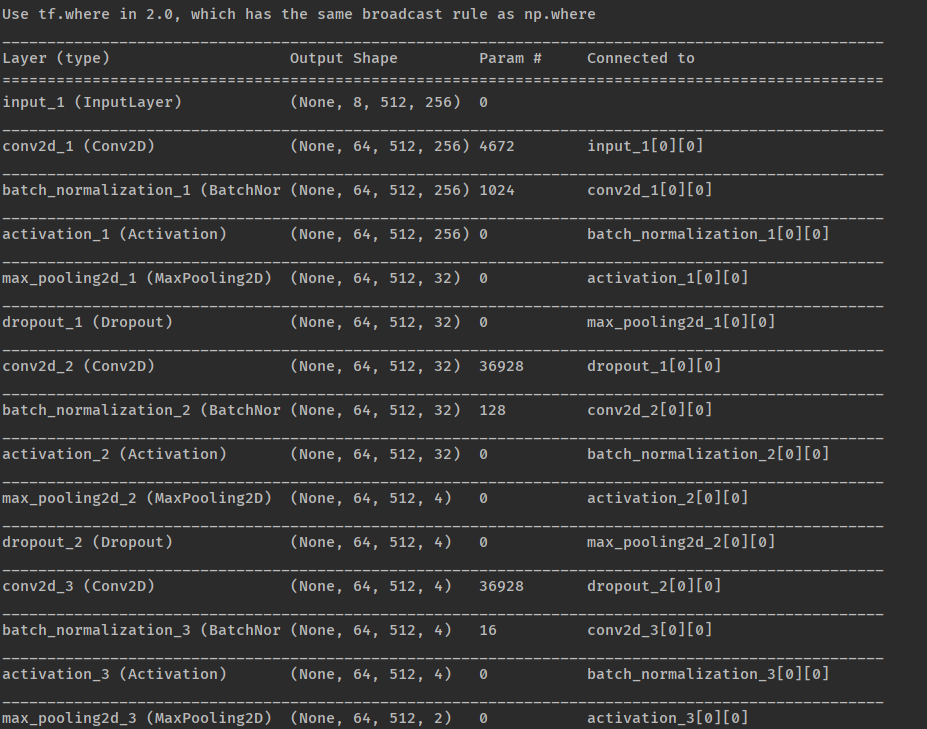 Use tf.where in 2.0, which has the same broadcast rule as np.where
__________________________________________________________________________________________________
Layer (type)                    Output Shape         Param #     Connected to
==================================================================================================
input_1 (InputLayer)            (None, 8, 512, 256)  0
__________________________________________________________________________________________________
conv2d_1 (Conv2D)               (None, 64, 512, 256) 4672        input_1[0][0]
__________________________________________________________________________________________________
batch_normalization_1 (BatchNor (None, 64, 512, 256) 1024        conv2d_1[0][0]
__________________________________________________________________________________________________
activation_1 (Activation)       (None, 64, 512, 256) 0           batch_normalization_1[0][0]
__________________________________________________________________________________________________
max_pooling2d_1 (MaxPooling2D)  (None, 64, 512, 32)  0           activation_1[0][0]
__________________________________________________________________________________________________
dropout_1 (Dropout)             (None, 64, 512, 32)  0           max_pooling2d_1[0][0]
__________________________________________________________________________________________________
conv2d_2 (Conv2D)               (None, 64, 512, 32)  36928       dropout_1[0][0]
__________________________________________________________________________________________________
batch_normalization_2 (BatchNor (None, 64, 512, 32)  128         conv2d_2[0][0]
__________________________________________________________________________________________________
activation_2 (Activation)       (None, 64, 512, 32)  0           batch_normalization_2[0][0]
__________________________________________________________________________________________________
max_pooling2d_2 (MaxPooling2D)  (None, 64, 512, 4)   0           activation_2[0][0]
__________________________________________________________________________________________________
dropout_2 (Dropout)             (None, 64, 512, 4)   0           max_pooling2d_2[0][0]
__________________________________________________________________________________________________
conv2d_3 (Conv2D)               (None, 64, 512, 4)   36928       dropout_2[0][0]
__________________________________________________________________________________________________
batch_normalization_3 (BatchNor (None, 64, 512, 4)   16          conv2d_3[0][0]
__________________________________________________________________________________________________
activation_3 (Activation)       (None, 64, 512, 4)   0           batch_normalization_3[0][0]
__________________________________________________________________________________________________
max_pooling2d_3 (MaxPooling2D)  (None, 64, 512, 2)   0           activation_3[0][0]